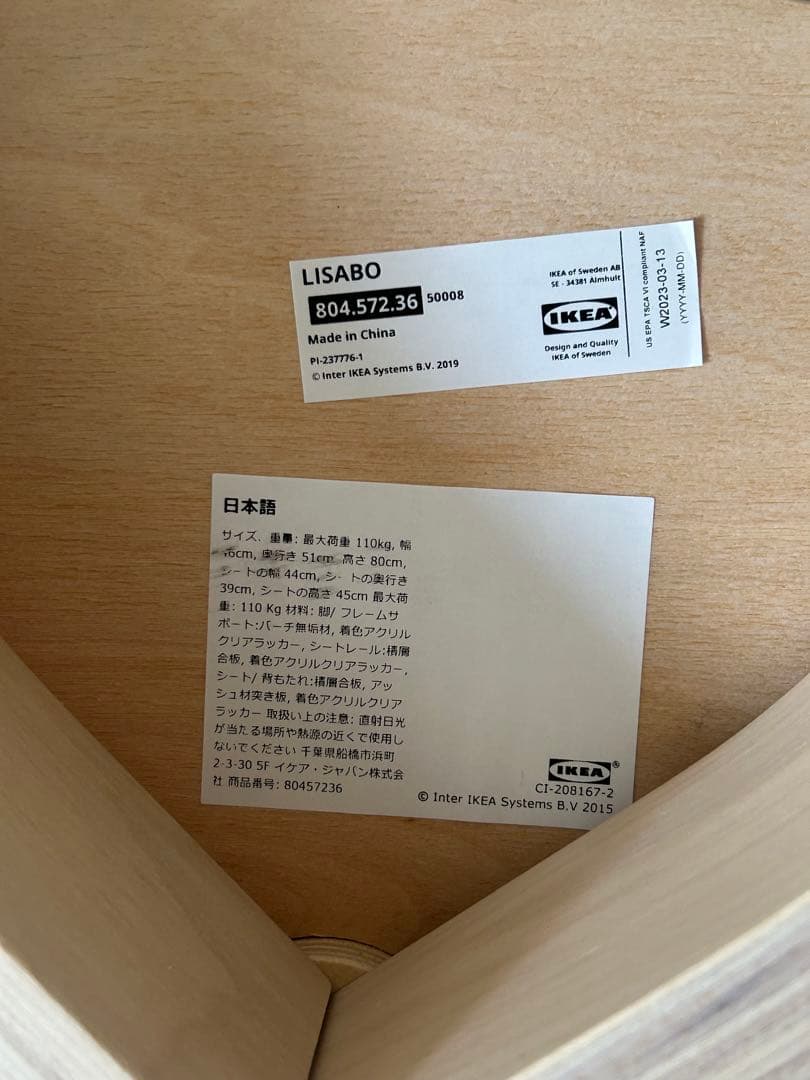 LISABO
804.572.36 50008
Made in China
PI-237776-1
© Inter IKEA Systems B.V. 2019
IKEA of Sweden AB
SE - 34381 Älmhult
IKEA
Design and Quality
IKEA of Sweden
US EPA TSCA VI compliant NAF
W2023-03-13
(YYYY-MM-DD)
日本語
サイズ、重量: 最大荷重 110kg, 幅
6cm, 奥行き 51cm 高さ 80cm,
シートの幅 44cm, シートの奥行き
39cm, シートの高さ 45cm 最大荷
重: 110 Kg 材料: 脚/ フレームサ
ポート:バーチ無垢材, 着色アクリル
クリアラッカー, シートレール:積層
合板, 着色アクリルクリアラッカー,
シート/ 背もたれ:積層合板, アッ
シュ材突き板, 着色アクリルクリア
ラッカー 取扱い上の注意: 直射日光
が当たる場所や熱源の近くで使用し
ないでください 千葉県船橋市浜町
2-3-30 5F イケア・ジャパン株式会
社 商品番号: 80457236
IKEA®
CI-208167-2
© Inter IKEA Systems B.V 2015